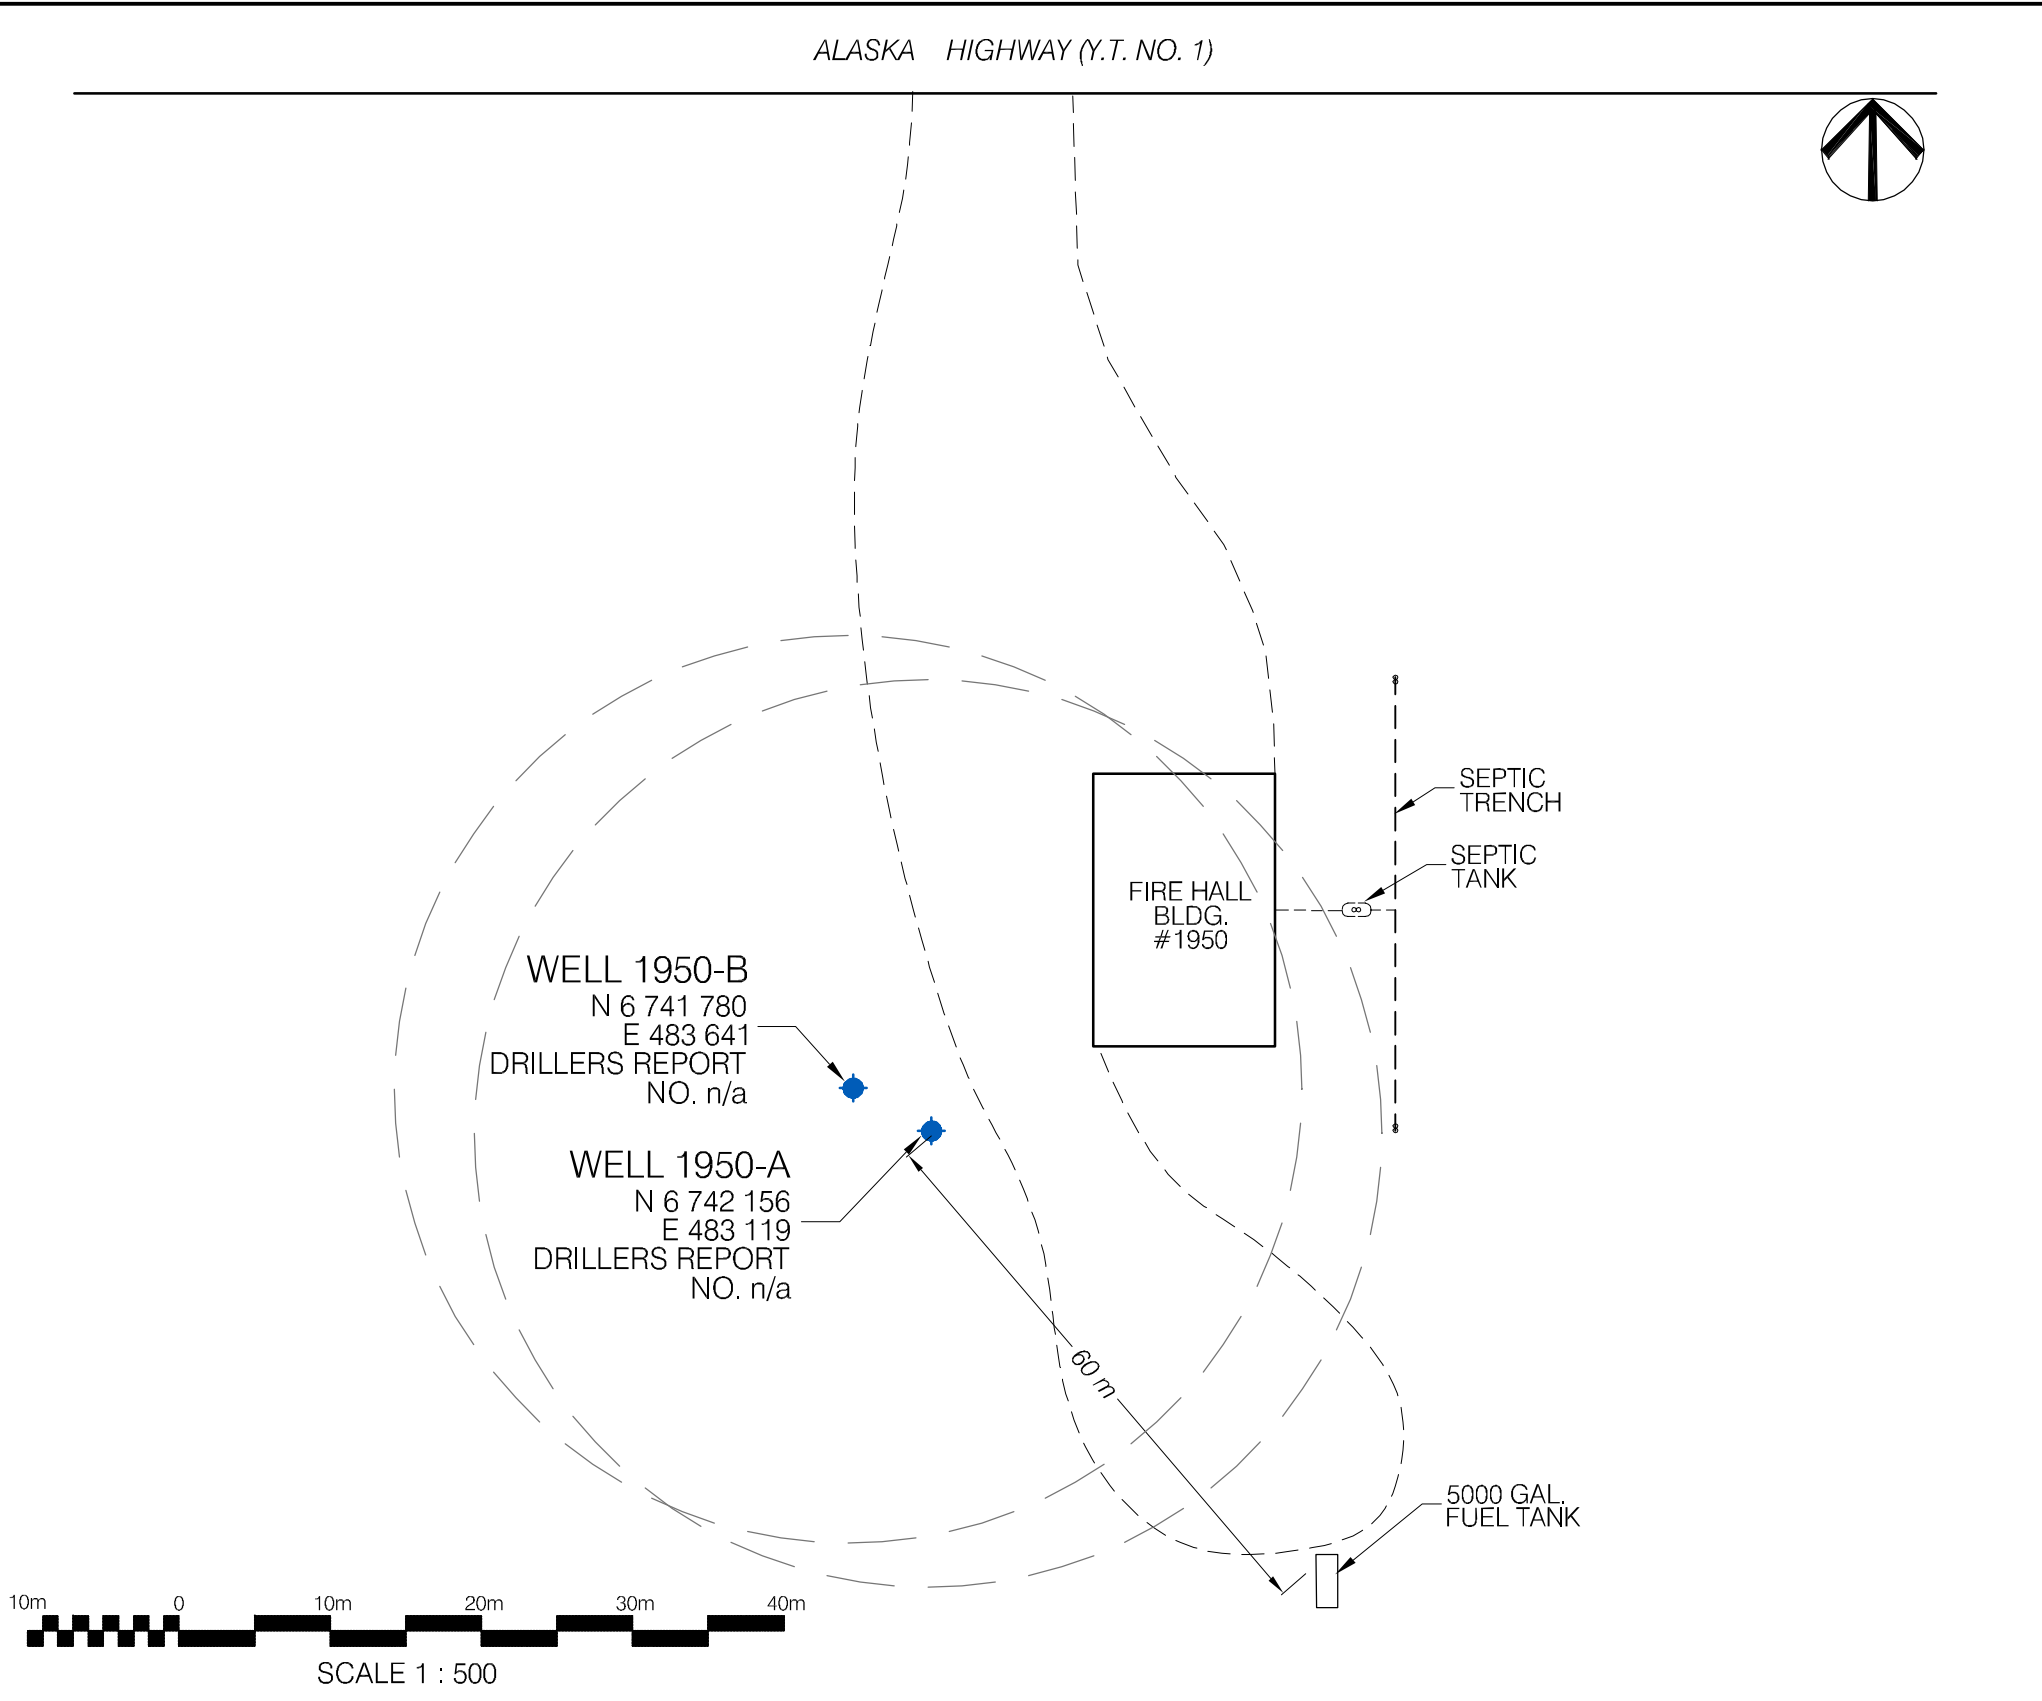 ALASKA HIGHWAY (Y.T. NO. 1)
SEPTIC
TRENCH
SEPTIC
TANK
FIRE HALL
BLDG.
#1950
WELL 1950-B
N 6 741 780
E 483 641
DRILLERS REPORT
NO. n/a
WELL 1950-A
N 6 742 156
E 483 119
DRILLERS REPORT
NO. n/a
60 m
5000 GAL.
FUEL TANK
10m 0 10m 20m 30m 40m
SCALE 1 : 500